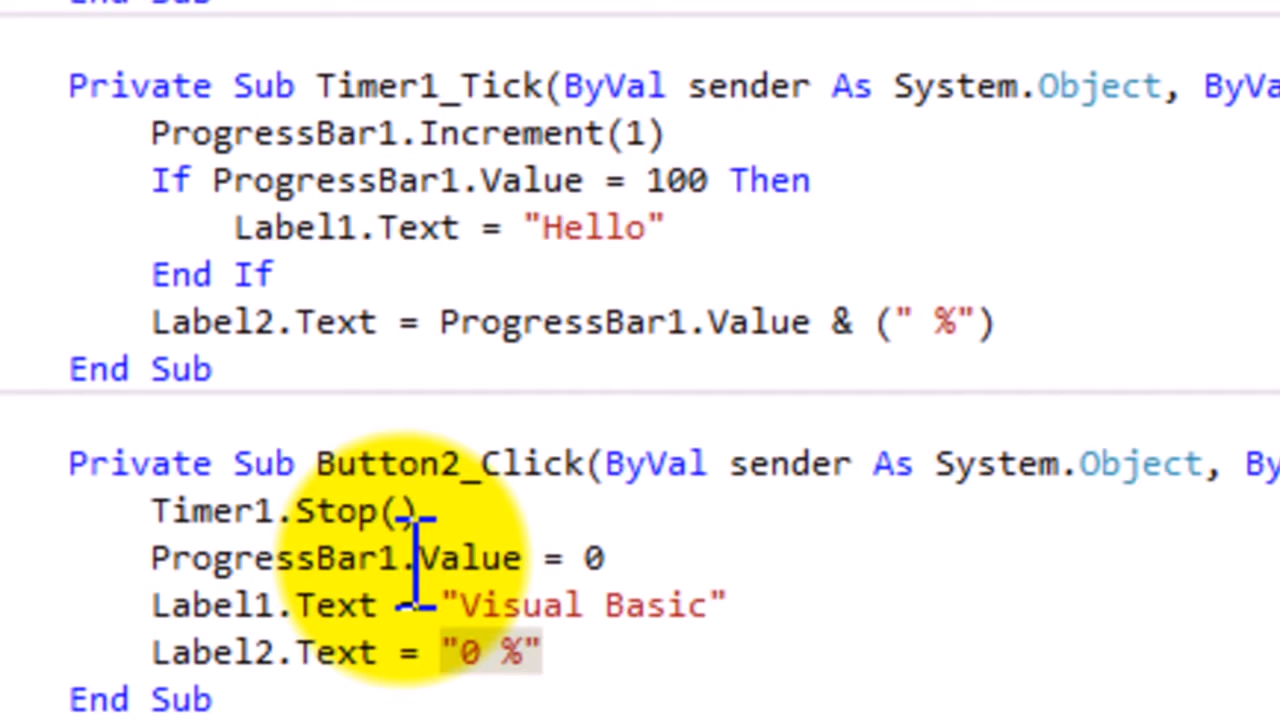 End Sub
Private Sub Timer1_Tick(ByVal sender As System.Object, ByVa
ProgressBar1.Increment(1)
If ProgressBar1.Value = 100 Then
Label1.Text = "Hello"
End If
Label2.Text = ProgressBar1.Value & (" %")
End Sub
Private Sub Button2_Click(ByVal sender As System.Object, By
Timer1.Stop()
ProgressBar1.Value = 0
Label1.Text = "Visual Basic"
Label2.Text = "0 %"
End Sub